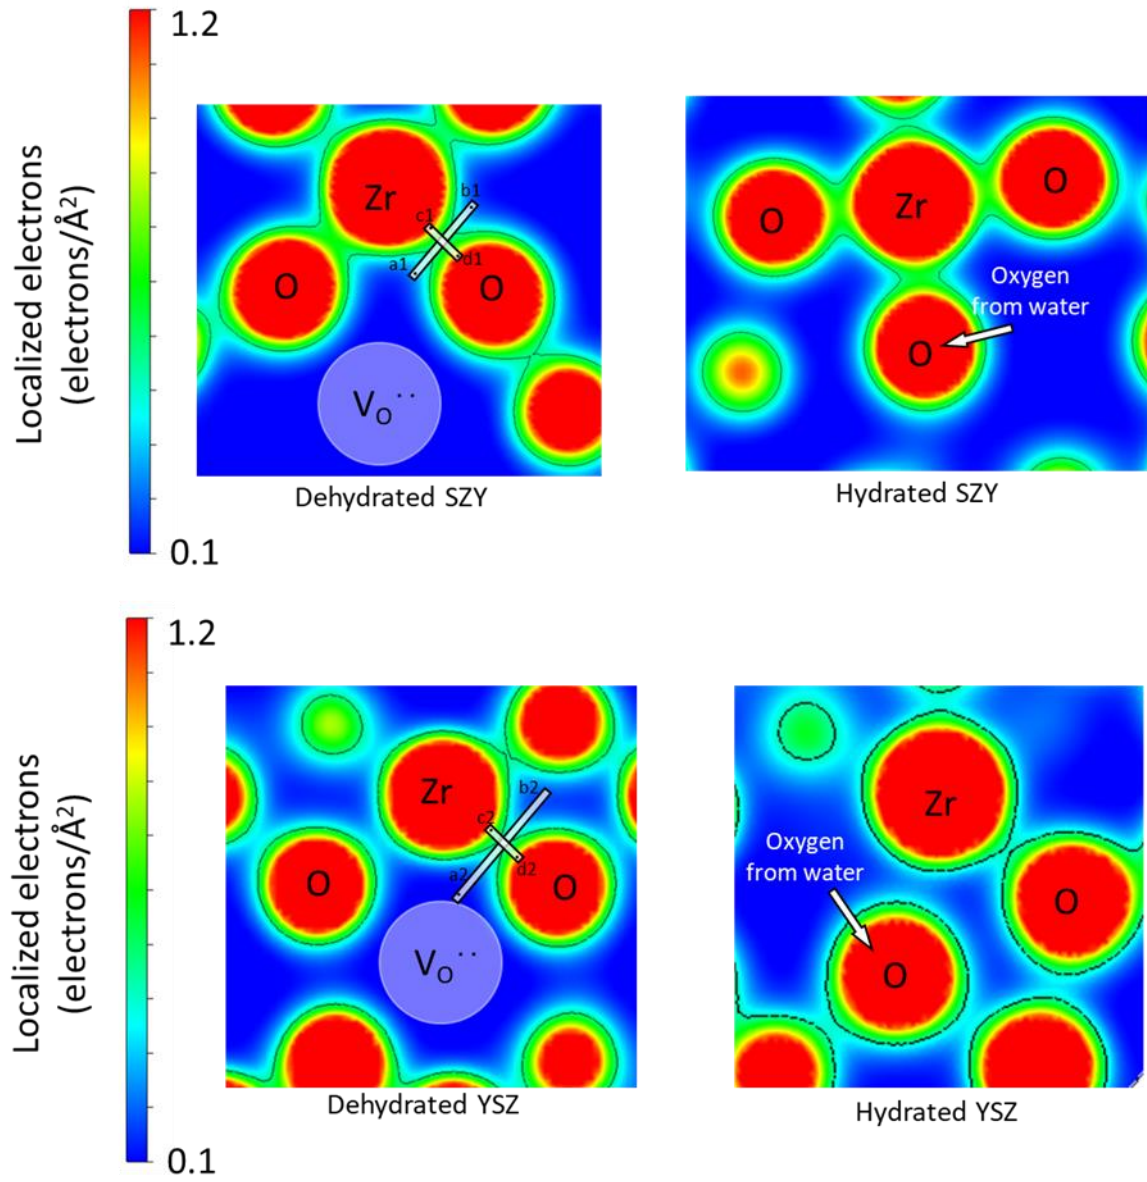 1.2
Localized electrons
(electrons/Å²)
0.1
Zr
b1
c1
a1
d1
O
O
V_O˙˙
Dehydrated SZY
O
Zr
O
Oxygen
from water
O
Hydrated SZY
1.2
Localized electrons
(electrons/Å²)
0.1
Zr
b2
c2
a2
d2
O
O
V_O˙˙
Dehydrated YSZ
Zr
Oxygen
from water
O
O
Hydrated YSZ